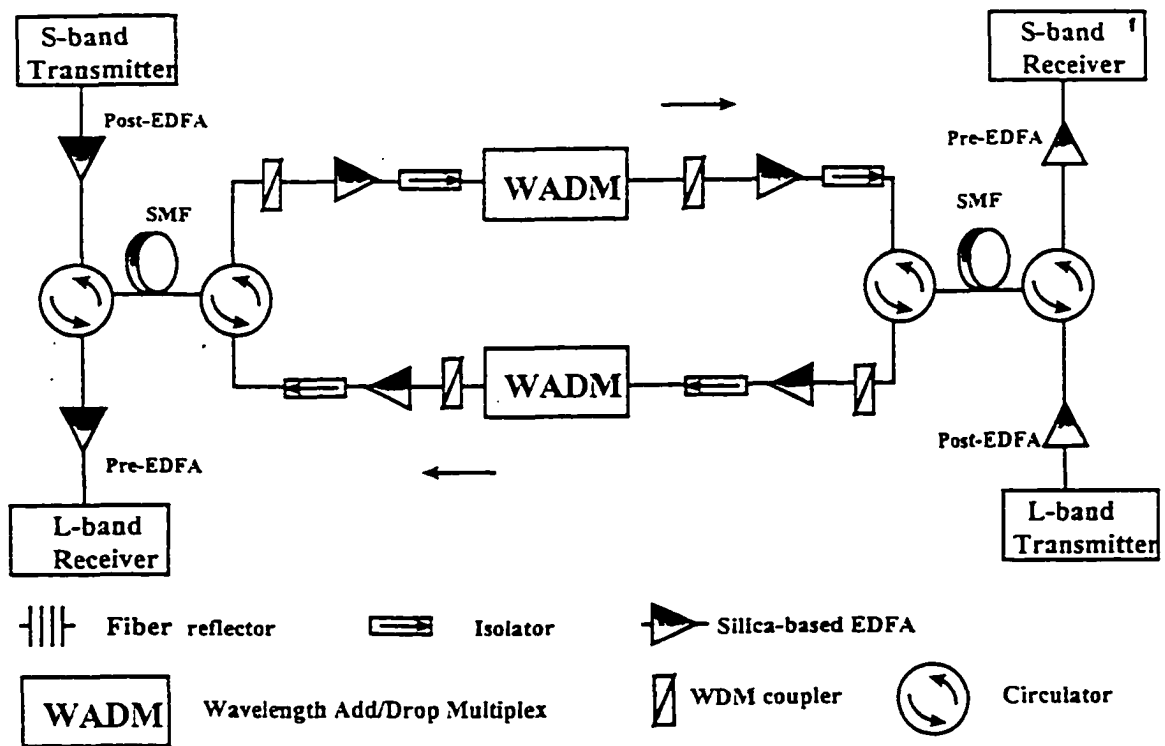 S-band
Transmitter
S-band
Receiver
Post-EDFA
Pre-EDFA
SMF
WADM
SMF
WADM
Pre-EDFA
Post-EDFA
L-band
Receiver
L-band
Transmitter
Fiber reflector
Isolator
Silica-based EDFA
WADM
Wavelength Add/Drop Multiplex
WDM coupler
Circulator